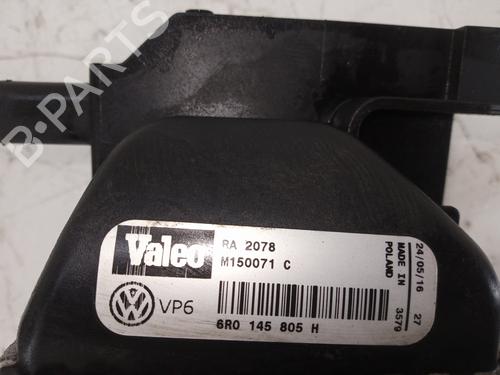 B-PARTS
Valeo
RA 2078
M150071 C
VP6
6R0 145 805 H
MADE IN
POLAND
24/05/16
27
3579